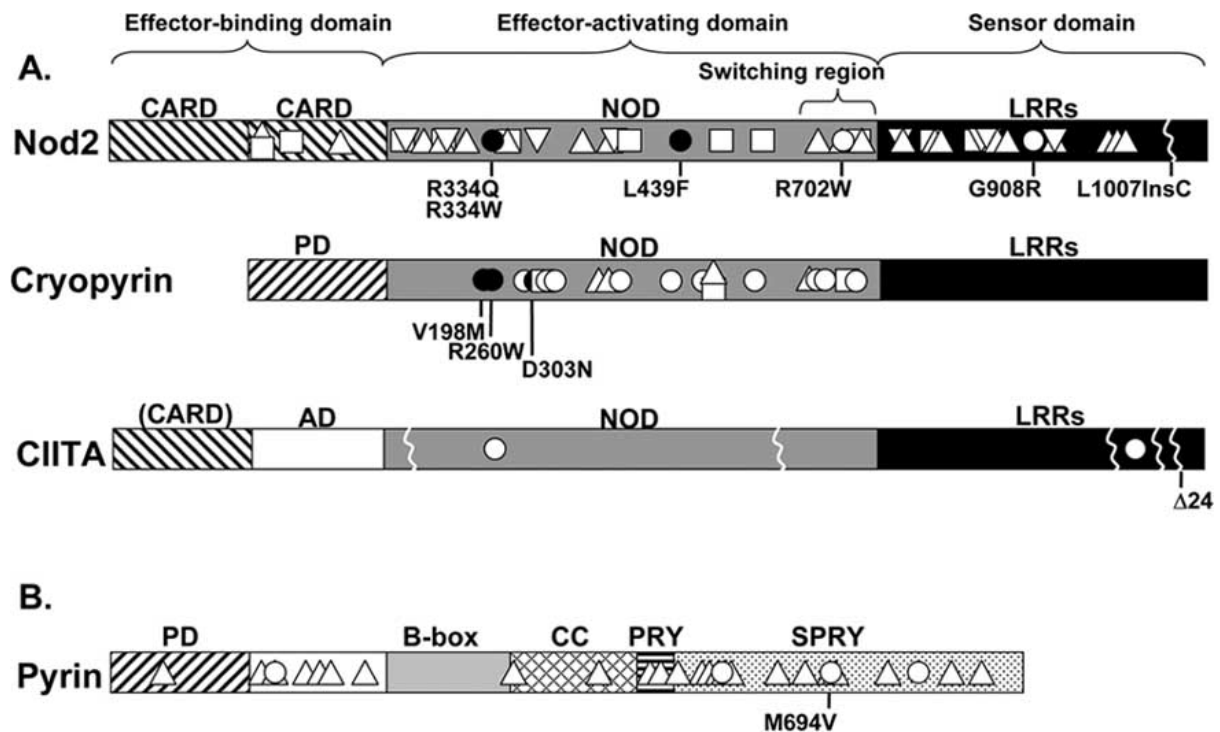 Effector-binding domain Effector-activating domain Sensor domain
A.
Switching region
CARD CARD NOD LRRs
Nod2
R334Q L439F R702W G908R L1007InsC
R334W
PD NOD LRRs
Cryopyrin
V198M
R260W
D303N
(CARD) AD NOD LRRs
CIITA
Δ24
B.
PD B-box CC PRY SPRY
Pyrin
M694V